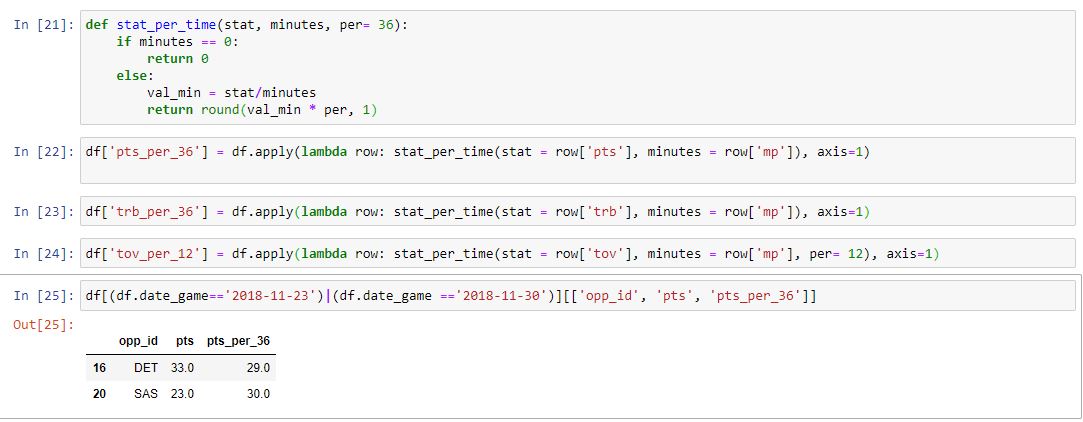 In [21]: def stat_per_time(stat, minutes, per= 36):
    if minutes == 0:
        return 0
    else:
        val_min = stat/minutes
        return round(val_min * per, 1)
In [22]: df['pts_per_36'] = df.apply(lambda row: stat_per_time(stat = row['pts'], minutes = row['mp']), axis=1)
In [23]: df['trb_per_36'] = df.apply(lambda row: stat_per_time(stat = row['trb'], minutes = row['mp']), axis=1)
In [24]: df['tov_per_12'] = df.apply(lambda row: stat_per_time(stat = row['tov'], minutes = row['mp'], per= 12), axis=1)
In [25]: df[(df.date_game=='2018-11-23')|(df.date_game =='2018-11-30')][['opp_id', 'pts', 'pts_per_36']]
Out[25]:
opp_id pts pts_per_36
16 DET 33.0 29.0
20 SAS 23.0 30.0